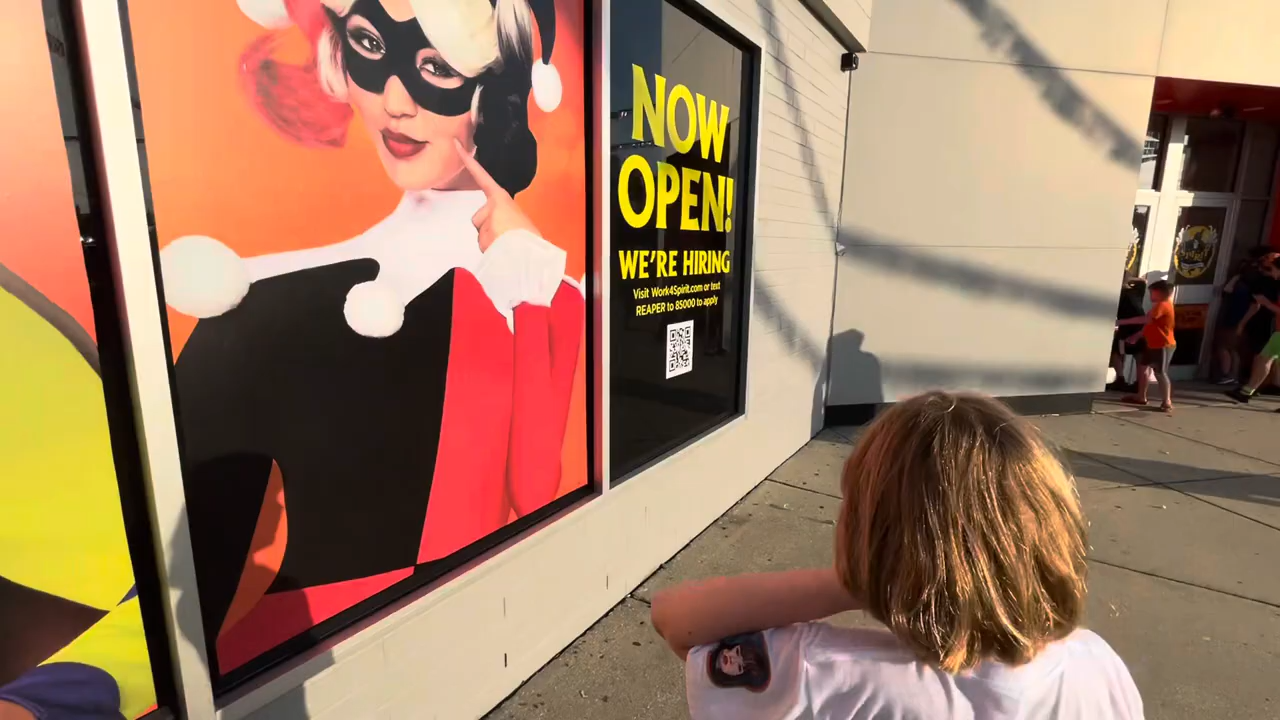 NOW
OPEN!
WE'RE HIRING
Visit Work4Spirit.com or text
REAPER to 85000 to apply